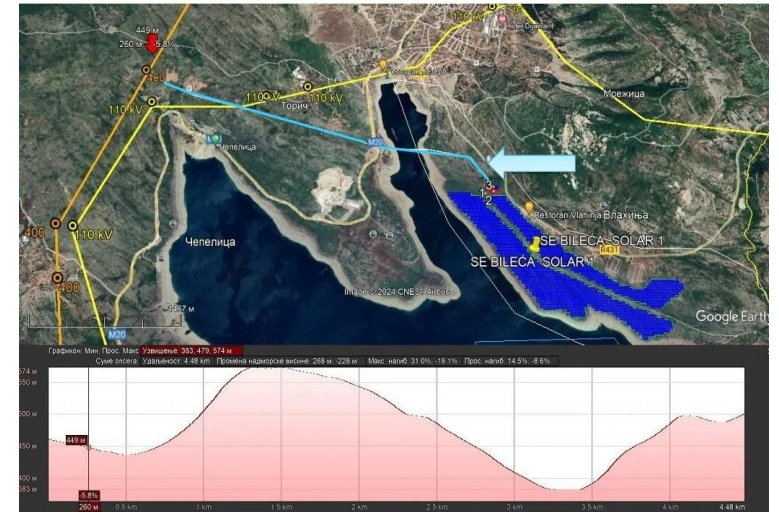 449 м
260 м -5.8%
400
110 kV
110 kV
110 kV
110 kV
Торич
Мрежица
M20
Чепелица
Чепелица
3
1
2
Restoran Vlahinja Влахиња
R431
SE BILEĆA SOLAR 1
SE BILEĆA SOLAR 1
400
110 kV
400
M20
Image © 2024 CNES / Airbus
Google Earth
Графикон: Мин, Прос, Макс Узвишење: 383, 479, 574 м
Суме опсега: Удаљеност: 4.48 km Промена надморске висине: 268 м, -228 м Макс. нагиб: 31.0%, -19.1% Прос. нагиб: 14.5%, -8.6%
574 м
550 м
500 м
449 м
450 м
400 м
383 м
-5.8%
260 м
0.5 km
1 km
1.5 km
2 km
2.5 km
3 km
3.5 km
4 km
4.48 km